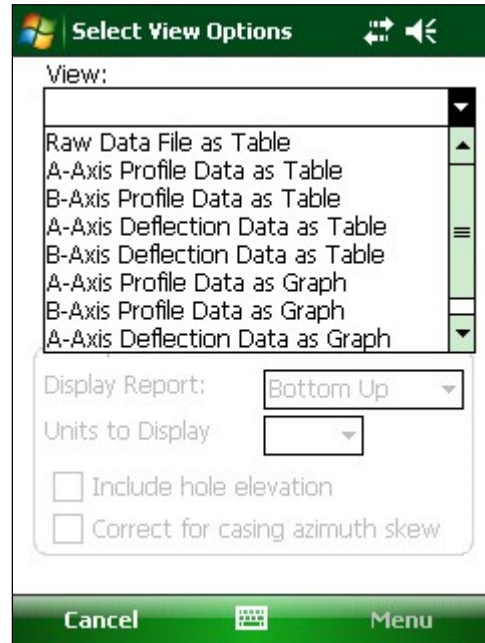 Select View Options
View:
Raw Data File as Table
A-Axis Profile Data as Table
B-Axis Profile Data as Table
A-Axis Deflection Data as Table
B-Axis Deflection Data as Table
A-Axis Profile Data as Graph
B-Axis Profile Data as Graph
A-Axis Deflection Data as Graph
Display Report: Bottom Up
Units to Display
Include hole elevation
Correct for casing azimuth skew
Cancel Menu